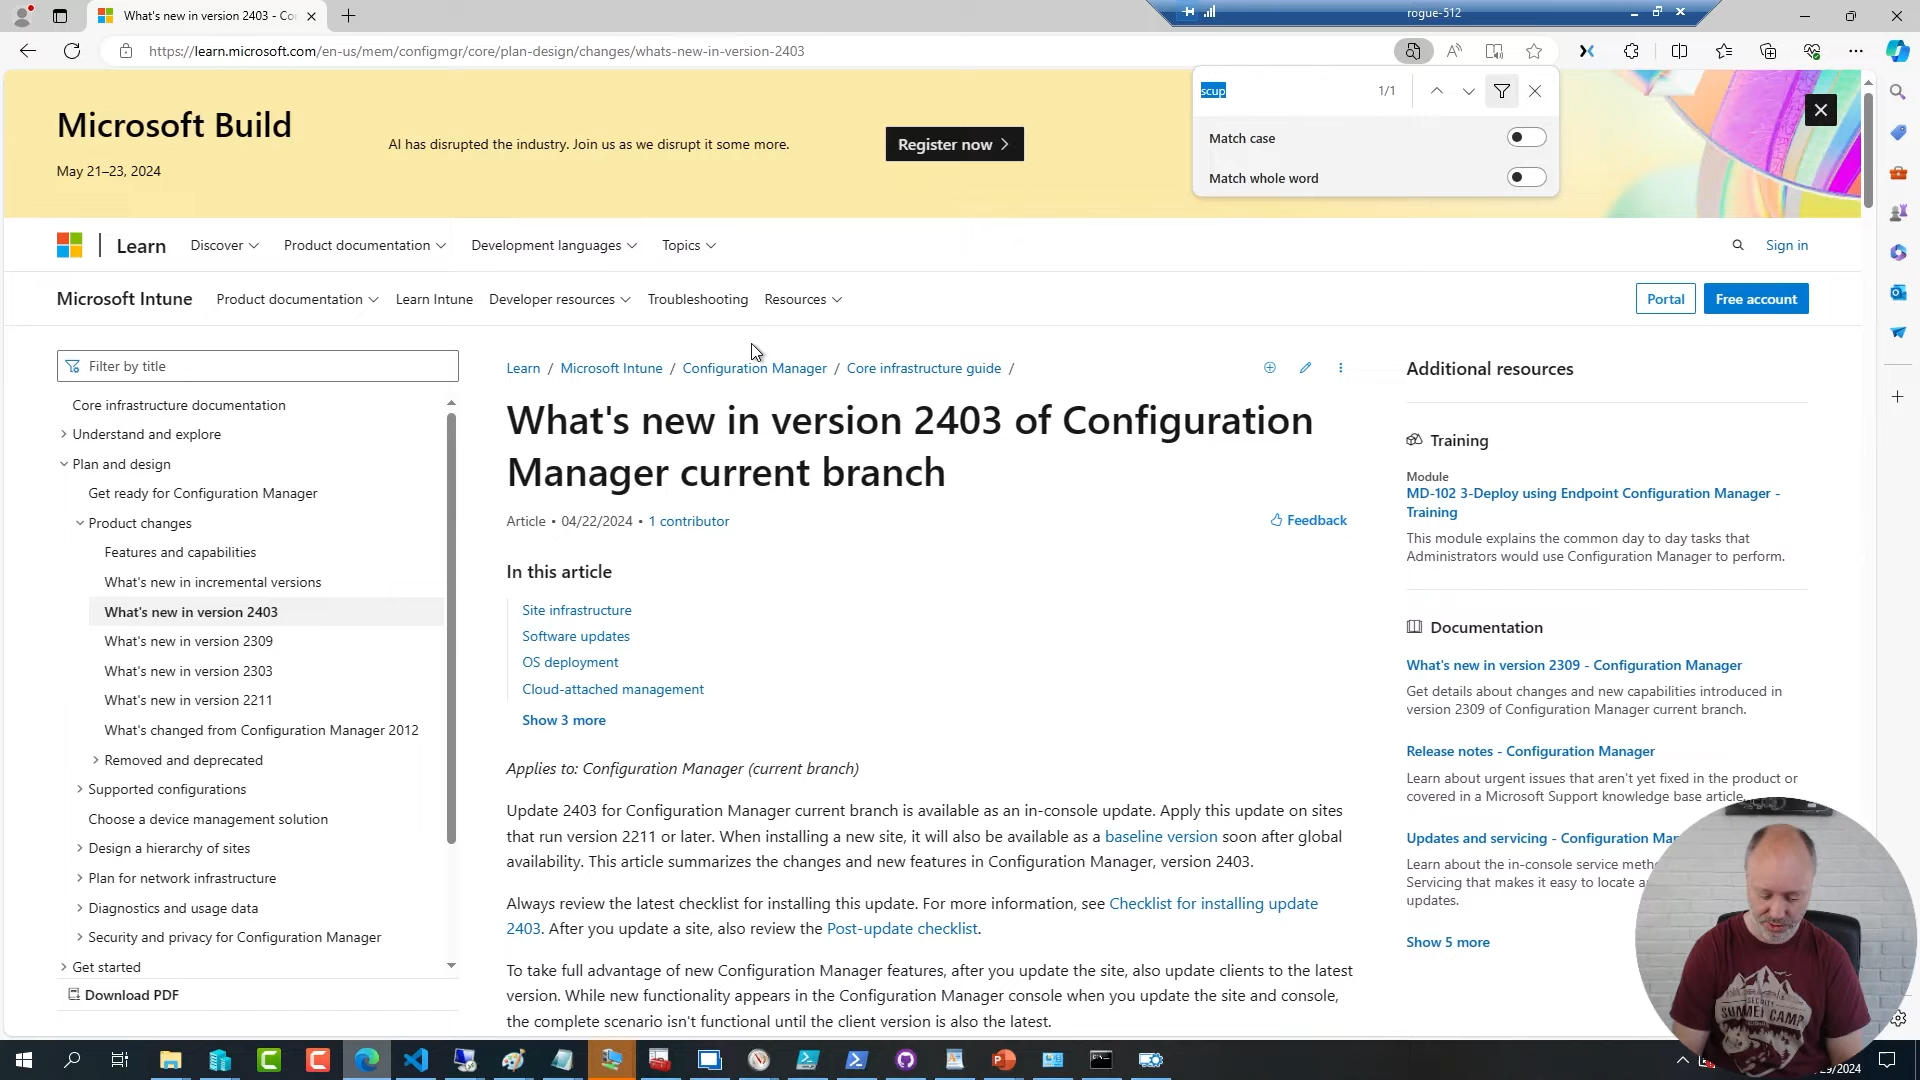 What's new in version 2403 - Co
rogue-512
https://learn.microsoft.com/en-us/mem/configmgr/core/plan-design/changes/whats-new-in-version-2403
scup
1/1
Match case
Match whole word
Microsoft Build
May 21–23, 2024
AI has disrupted the industry. Join us as we disrupt it some more.
Register now
Learn
Discover
Product documentation
Development languages
Topics
Sign in
Microsoft Intune
Product documentation
Learn Intune
Developer resources
Troubleshooting
Resources
Portal
Free account
Filter by title
Core infrastructure documentation
Understand and explore
Plan and design
Get ready for Configuration Manager
Product changes
Features and capabilities
What's new in incremental versions
What's new in version 2403
What's new in version 2309
What's new in version 2303
What's new in version 2211
What's changed from Configuration Manager 2012
Removed and deprecated
Supported configurations
Choose a device management solution
Design a hierarchy of sites
Plan for network infrastructure
Diagnostics and usage data
Security and privacy for Configuration Manager
Get started
Download PDF
Learn / Microsoft Intune / Configuration Manager / Core infrastructure guide /
What's new in version 2403 of Configuration
Manager current branch
Article • 04/22/2024 • 1 contributor
Feedback
In this article
Site infrastructure
Software updates
OS deployment
Cloud-attached management
Show 3 more
Applies to: Configuration Manager (current branch)
Update 2403 for Configuration Manager current branch is available as an in-console update. Apply this update on sites
that run version 2211 or later. When installing a new site, it will also be available as a baseline version soon after global
availability. This article summarizes the changes and new features in Configuration Manager, version 2403.
Always review the latest checklist for installing this update. For more information, see Checklist for installing update
2403. After you update a site, also review the Post-update checklist.
To take full advantage of new Configuration Manager features, after you update the site, also update clients to the latest
version. While new functionality appears in the Configuration Manager console when you update the site and console,
the complete scenario isn't functional until the client version is also the latest.
Additional resources
Training
Module
MD-102 3-Deploy using Endpoint Configuration Manager -
Training
This module explains the common day to day tasks that
Administrators would use Configuration Manager to perform.
Documentation
What's new in version 2309 - Configuration Manager
Get details about changes and new capabilities introduced in
version 2309 of Configuration Manager current branch.
Release notes - Configuration Manager
Learn about urgent issues that aren't yet fixed in the product or
covered in a Microsoft Support knowledge base article.
Updates and servicing - Configuration
Learn about the in-console service
Servicing that makes it easy to locate
updates.
Show 5 more
SECURITY
SUMMER CAMP
/2024